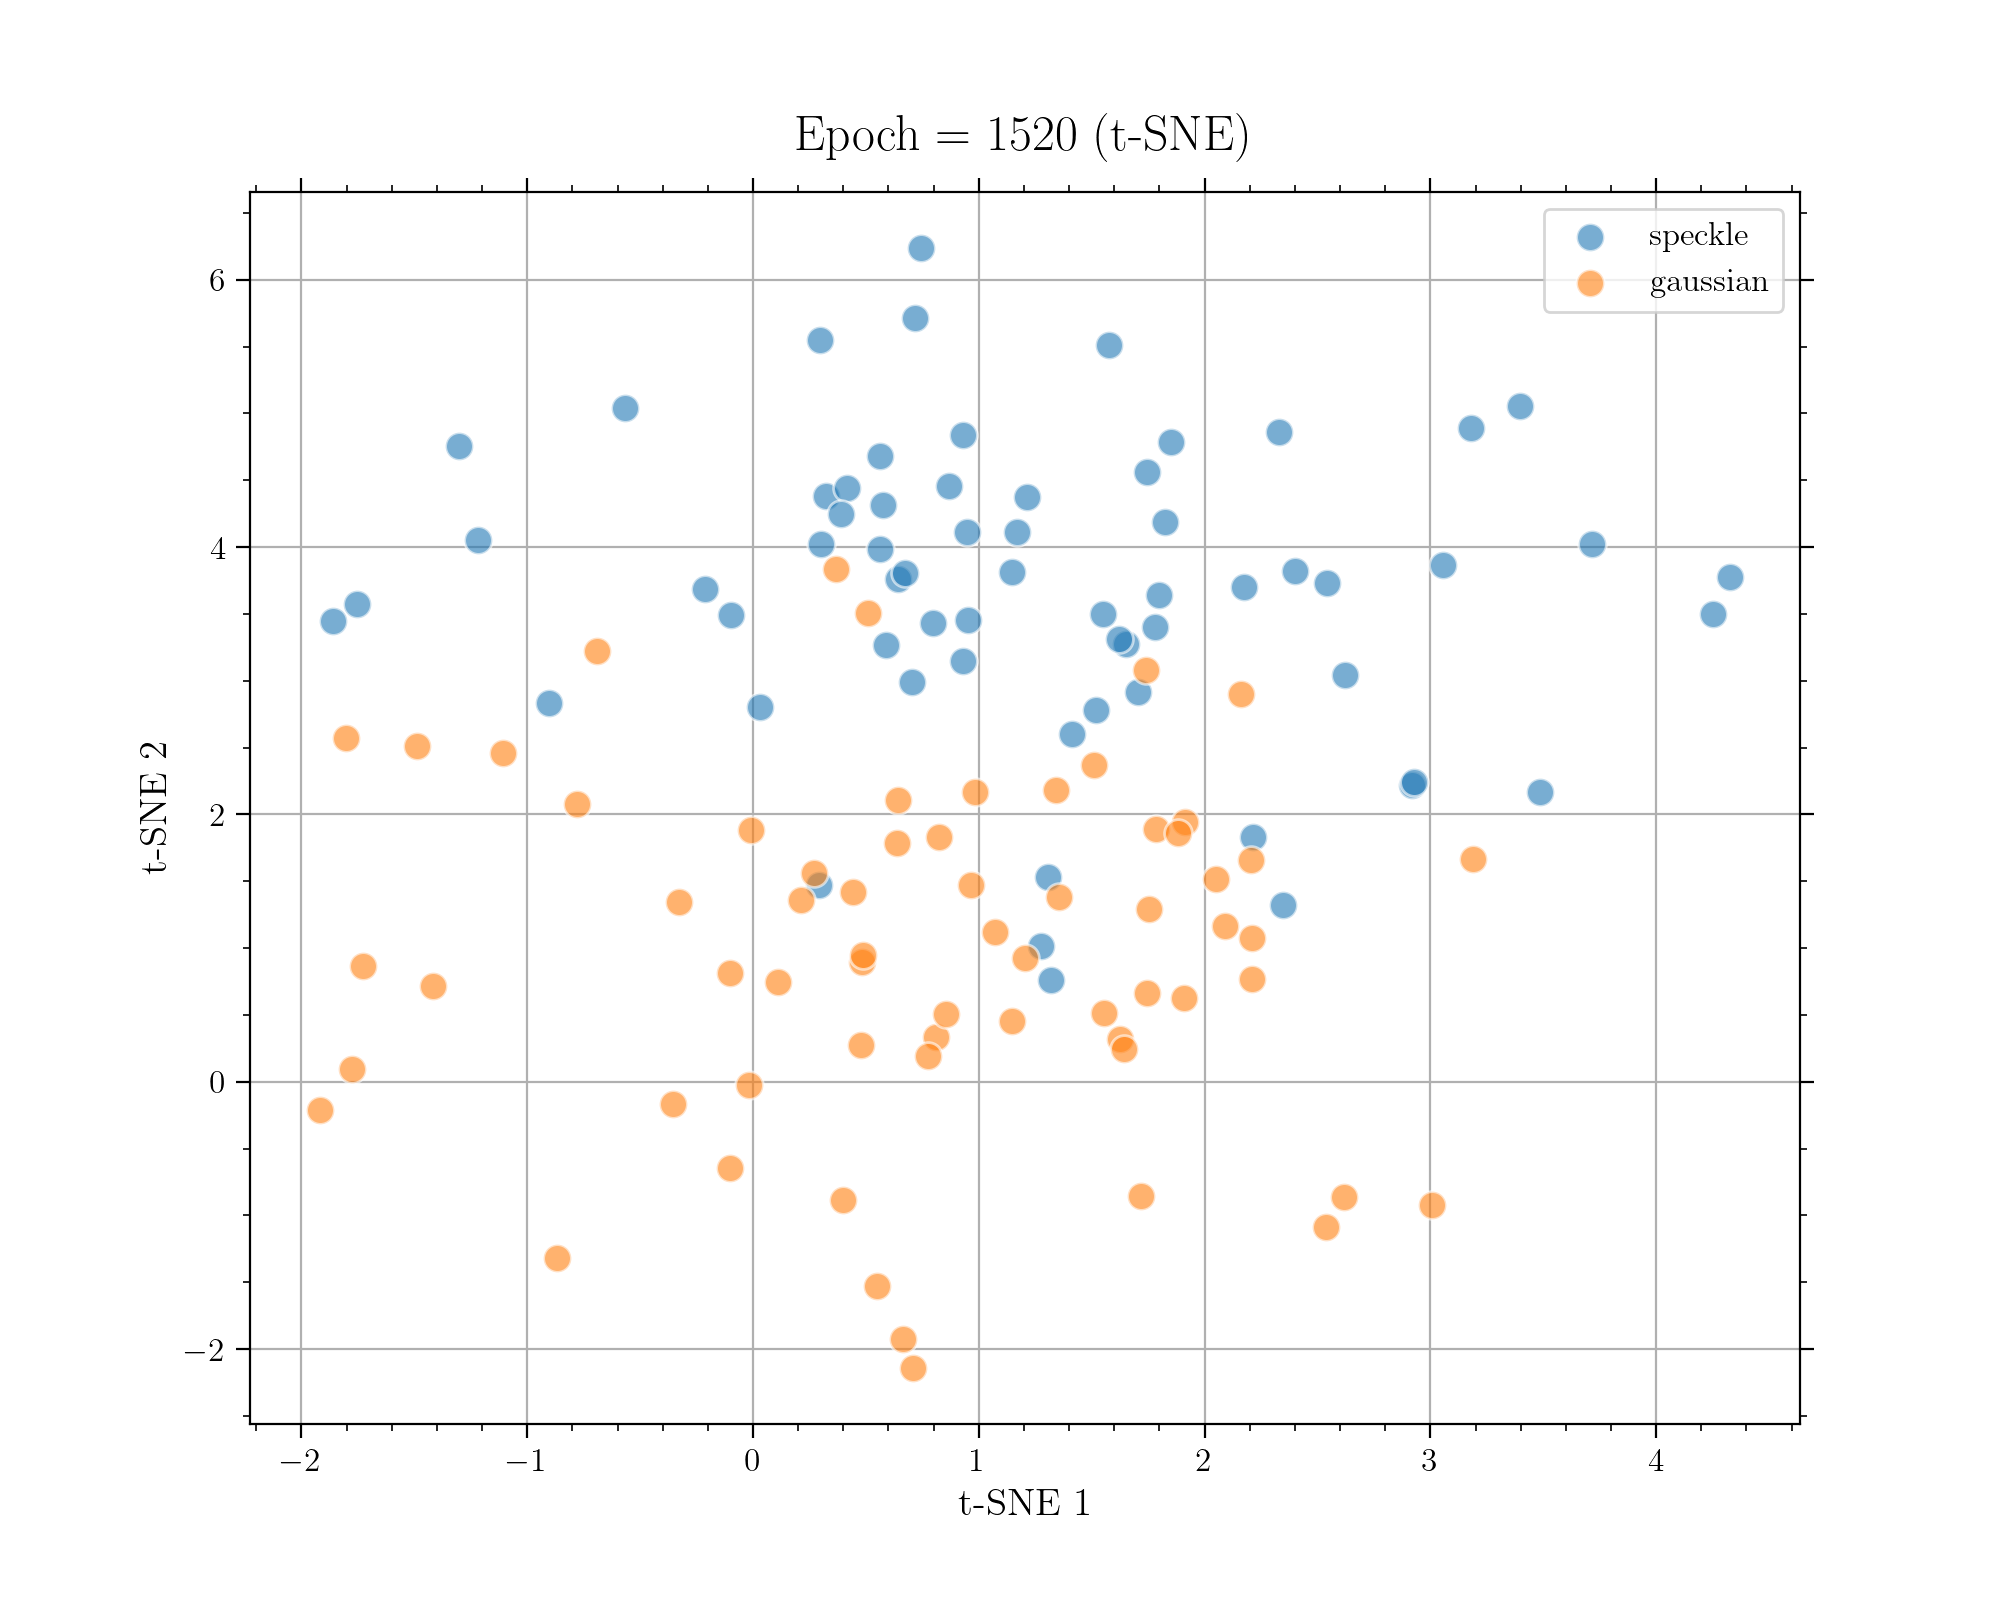 Epoch = 1520 (t-SNE)
speckle
gaussian
6
4
2
0
−2
t-SNE 2
−2 −1 0 1 2 3 4
t-SNE 1